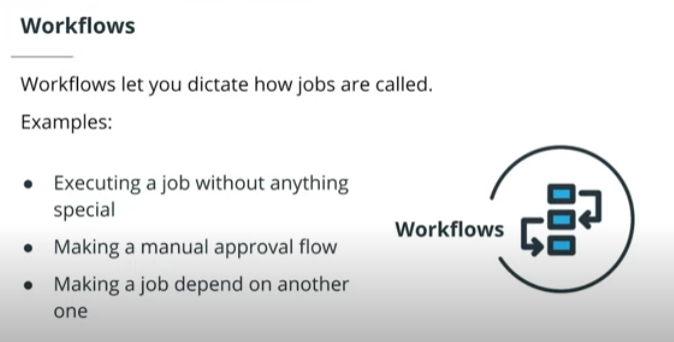 Workflows
Workflows let you dictate how jobs are called.
Examples:
● Executing a job without anything
special
● Making a manual approval flow
● Making a job depend on another
one
Workflows